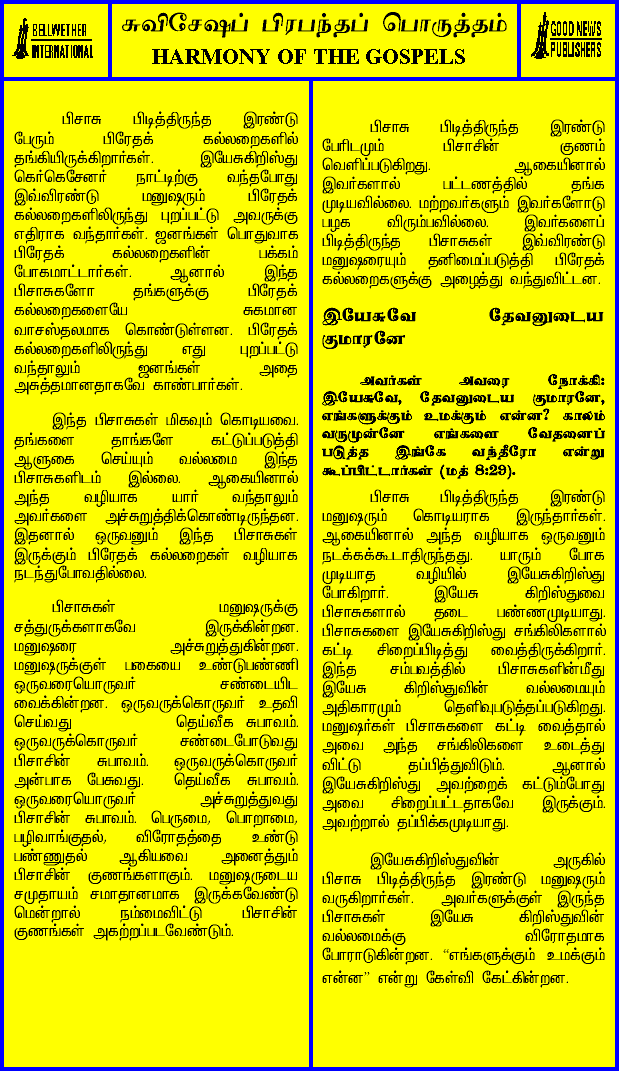 BELLWETHER
INTERNATIONAL
சுவிசேஷப் பிரபந்தப் பொருத்தம்
HARMONY OF THE GOSPELS
GOOD NEWS
PUBLISHERS
பிசாசு பிடித்திருந்த இரண்டு
பேரும் பிரேதக் கல்லறைகளில்
தங்கியிருக்கிறார்கள். இயேசுகிறிஸ்து
கெர்கெசேனர் நாட்டிற்கு வந்தபோது
இவ்விரண்டு மனுஷரும் பிரேதக்
கல்லறைகளிலிருந்து புறப்பட்டு அவருக்கு
எதிராக வந்தார்கள். ஜனங்கள் பொதுவாக
பிரேதக் கல்லறைகளின் பக்கம்
போகமாட்டார்கள். ஆனால் இந்த
பிசாசுகளோ தங்களுக்கு பிரேதக்
கல்லறைகளையே சுகமான
வாசஸ்தலமாக கொண்டுள்ளன. பிரேதக்
கல்லறைகளிலிருந்து எது புறப்பட்டு
வந்தாலும் ஜனங்கள் அதை
அசுத்தமானதாகவே காண்பார்கள்.
இந்த பிசாசுகள் மிகவும் கொடியவை.
தங்களை தாங்களே கட்டுப்படுத்தி
ஆளுகை செய்யும் வல்லமை இந்த
பிசாசுகளிடம் இல்லை. ஆகையினால்
அந்த வழியாக யார் வந்தாலும்
அவர்களை அச்சுறுத்திக்கொண்டிருந்தன.
இதனால் ஒருவனும் இந்த பிசாசுகள்
இருக்கும் பிரேதக் கல்லறைகள் வழியாக
நடந்துபோவதில்லை.
பிசாசுகள் மனுஷருக்கு
சத்துருக்களாகவே இருக்கின்றன.
மனுஷரை அச்சுறுத்துகின்றன.
மனுஷருக்குள் பகையை உண்டுபண்ணி
ஒருவரையொருவர் சண்டையிட
வைக்கின்றன. ஒருவருக்கொருவர் உதவி
செய்வது தெய்வீக சுபாவம்.
ஒருவருக்கொருவர் சண்டைபோடுவது
பிசாசின் சுபாவம். ஒருவருக்கொருவர்
அன்பாக பேசுவது. தெய்வீக சுபாவம்.
ஒருவரையொருவர் அச்சுறுத்துவது
பிசாசின் சுபாவம். பெருமை, பொறாமை,
பழிவாங்குதல், விரோதத்தை உண்டு
பண்ணுதல் ஆகியவை அனைத்தும்
பிசாசின் குணங்களாகும். மனுஷருடைய
சமுதாயம் சமாதானமாக இருக்கவேண்டு
மென்றால் நம்மைவிட்டு பிசாசின்
குணங்கள் அகற்றப்படவேண்டும்.
பிசாசு பிடித்திருந்த இரண்டு
பேரிடமும் பிசாசின் குணம்
வெளிப்படுகிறது. ஆகையினால்
இவர்களால் பட்டணத்தில் தங்க
முடியவில்லை. மற்றவர்களும் இவர்களோடு
பழக விரும்பவில்லை. இவர்களைப்
பிடித்திருந்த பிசாசுகள் இவ்விரண்டு
மனுஷரையும் தனிமைப்படுத்தி பிரேதக்
கல்லறைகளுக்கு அழைத்து வந்துவிட்டன.
இயேசுவே தேவனுடைய
குமாரனே
அவர்கள் அவரை நோக்கி:
இயேசுவே, தேவனுடைய குமாரனே,
எங்களுக்கும் உமக்கும் என்ன? காலம்
வருமுன்னே எங்களை வேதனைப்
படுத்த இங்கே வந்தீரோ என்று
கூப்பிட்டார்கள் (மத் 8:29).
பிசாசு பிடித்திருந்த இரண்டு
மனுஷரும் கொடியராக இருந்தார்கள்.
ஆகையினால் அந்த வழியாக ஒருவனும்
நடக்கக்கூடாதிருந்தது. யாரும் போக
முடியாத வழியில் இயேசுகிறிஸ்து
போகிறார். இயேசு கிறிஸ்துவை
பிசாசுகளால் தடை பண்ணமுடியாது.
பிசாசுகளை இயேசுகிறிஸ்து சங்கிலிகளால்
கட்டி சிறைப்பிடித்து வைத்திருக்கிறார்.
இந்த சம்பவத்தில் பிசாசுகளின்மீது
இயேசு கிறிஸ்துவின் வல்லமையும்
அதிகாரமும் தெளிவுபடுத்தப்படுகிறது.
மனுஷர்கள் பிசாசுகளை கட்டி வைத்தால்
அவை அந்த சங்கிலிகளை உடைத்து
விட்டு தப்பித்துவிடும். ஆனால்
இயேசுகிறிஸ்து அவற்றைக் கட்டும்போது
அவை சிறைப்பட்டதாகவே இருக்கும்.
அவற்றால் தப்பிக்கமுடியாது.
இயேசுகிறிஸ்துவின் அருகில்
பிசாசு பிடித்திருந்த இரண்டு மனுஷரும்
வருகிறார்கள். அவர்களுக்குள் இருந்த
பிசாசுகள் இயேசு கிறிஸ்துவின்
வல்லமைக்கு விரோதமாக
போராடுகின்றன. “எங்களுக்கும் உமக்கும்
என்ன” என்று கேள்வி கேட்கின்றன.